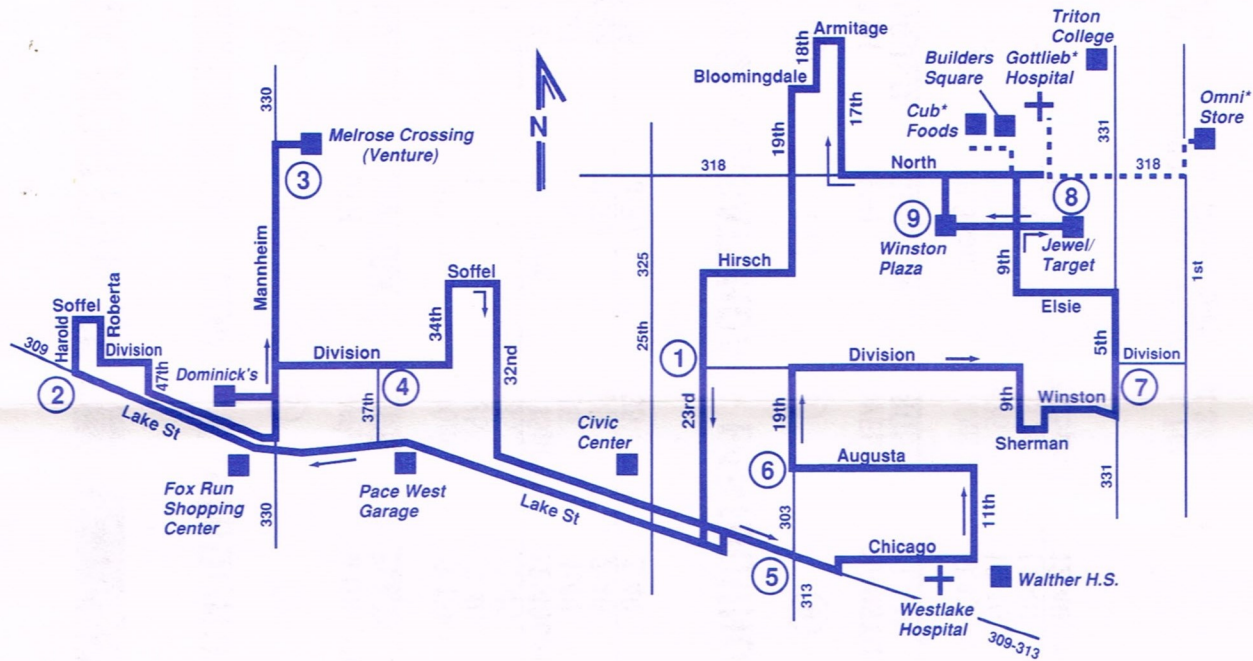 Armitage
18th
Bloomingdale
19th
17th
Triton
College
Builders
Square
Gottlieb*
Hospital
Cub*
Foods
Omni*
Store
331
330
Melrose Crossing
(Venture)
3
N
318
North
318
8
9
Winston
Plaza
Jewel/
Target
9th
1st
Mannheim
325
Hirsch
Elsie
Soffel
Soffel
Roberta
Harold
Division
47th
309
2
Lake St
Dominick's
Division
4
34th
32nd
37th
25th
1
23rd
Division
19th
9th
5th
Division
7
Winston
Sherman
Civic
Center
6
Augusta
331
Fox Run
Shopping
Center
330
Pace West
Garage
Lake St
303
11th
Chicago
5
313
Westlake
Hospital
Walther H.S.
309-313